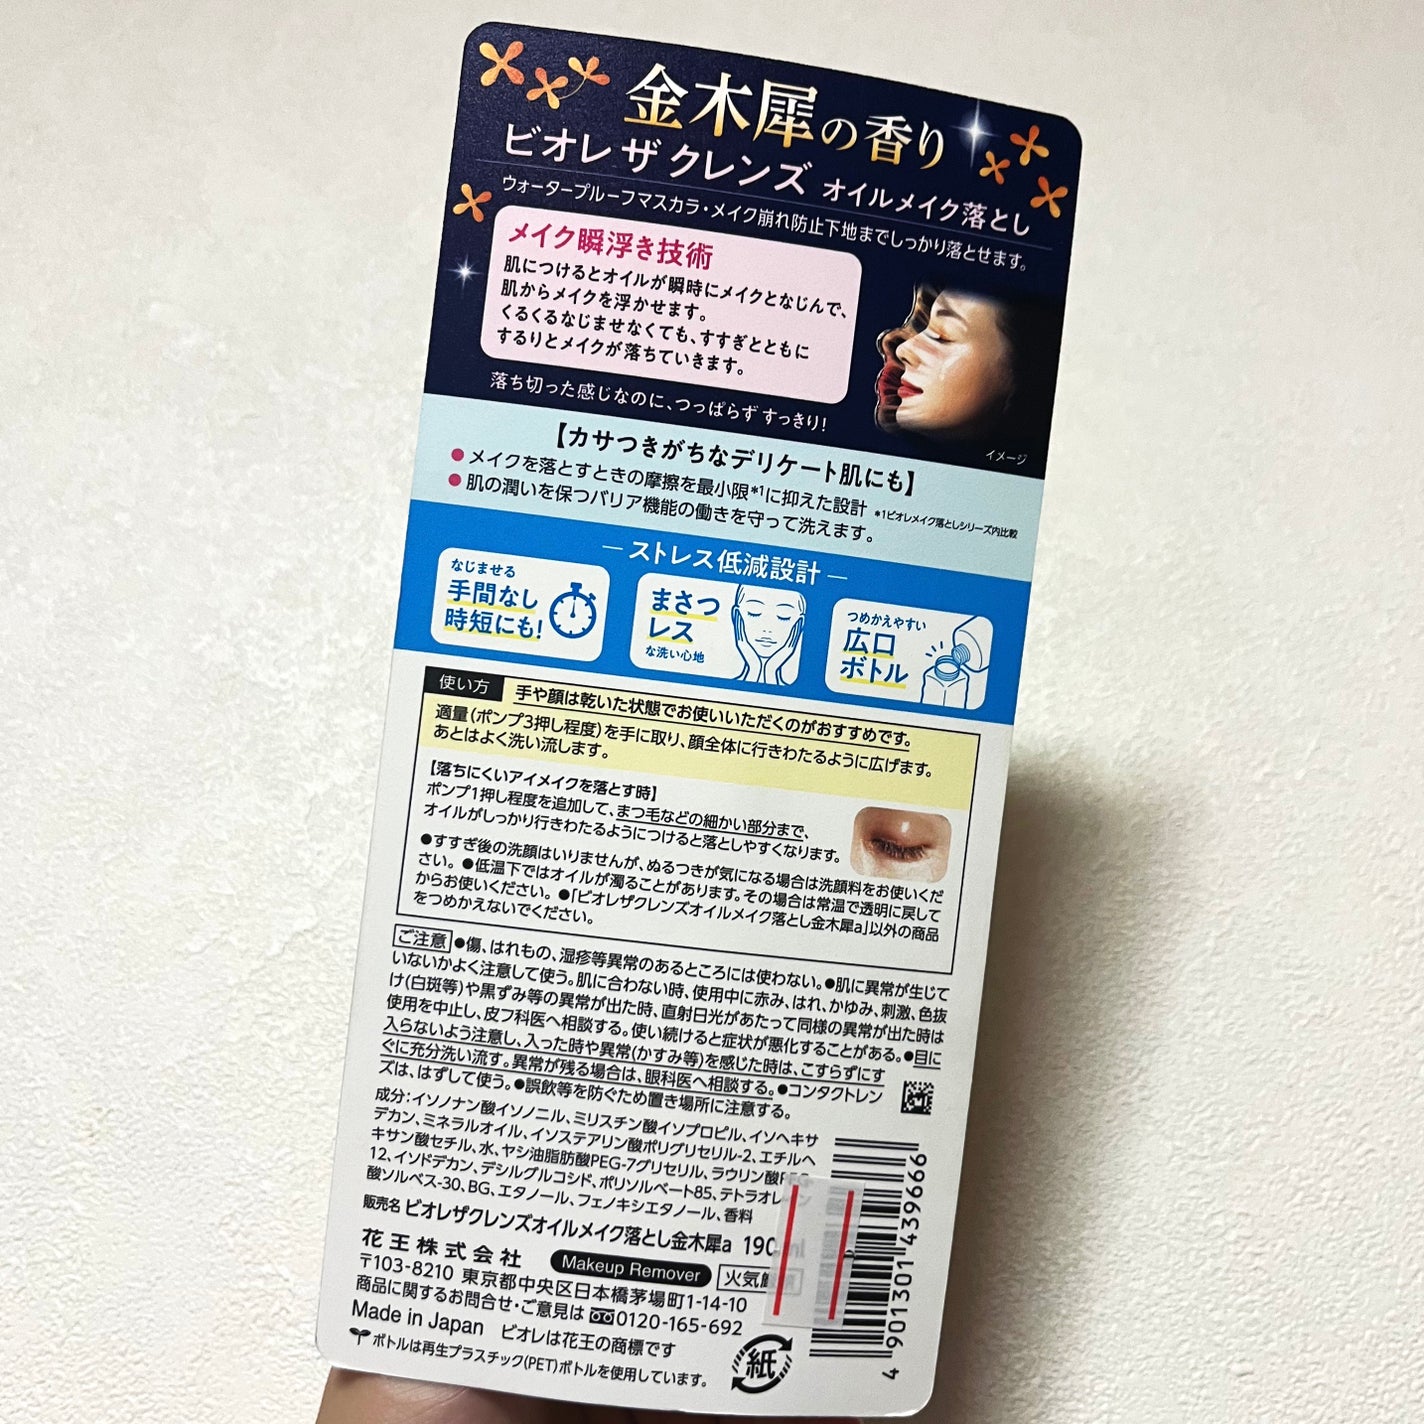 金木犀の香り
ビオレ ザ クレンズ オイルメイク落とし
ウォータープルーフマスカラ・メイク崩れ防止下地までしっかり落とせます。
メイク瞬浮き技術
肌につけるとオイルが瞬時にメイクとなじんで、
肌からメイクを浮かせます。
くるくるなじませなくても、すすぎとともに
するりとメイクが落ちていきます。
落ち切った感じなのに、つっぱらず すっきり!
イメージ
【カサつきがちなデリケート肌にも】
●メイクを落とすときの摩擦を最小限*1に抑えた設計 *1ビオレメイク落としシリーズ内比較
●肌の潤いを保つバリア機能の働きを守って洗えます。
ーストレス低減設計ー
なじませる
手間なし
時短にも!
まさつ
レス
な洗い心地
つめかえやすい
広口
ボトル
使い方 手や顔は乾いた状態でお使いいただくのがおすすめです。
適量(ポンプ3押し程度)を手に取り、顔全体に行きわたるように広げます。
あとはよく洗い流します。
【落ちにくいアイメイクを落とす時】
ポンプ1押し程度を追加して、まつ毛などの細かい部分まで、
オイルがしっかり行きわたるようにつけると落としやすくなります。
●すすぎ後の洗顔はいりませんが、ぬるつきが気になる場合は洗顔料をお使いくだ
さい。●低温下ではオイルが濁ることがあります。その場合は常温で透明に戻して
からお使いください。●「ビオレザクレンズオイルメイク落とし金木犀a」以外の商品
をつめかえないでください。
ご注意 ●傷、はれもの、湿疹等異常のあるところには使わない。●肌に異常が生じて
いないかよく注意して使う。肌に合わない時、使用中に赤み、はれ、かゆみ、刺激、色抜
け(白斑等)や黒ずみ等の異常が出た時、直射日光があたって同様の異常が出た時は
使用を中止し、皮フ科医へ相談する。使い続けると症状が悪化することがある。●目に
入らないよう注意し、入った時や異常(かすみ等)を感じた時は、こすらずにす
ぐに充分洗い流す。異常が残る場合は、眼科医へ相談する。●コンタクトレン
ズは、はずして使う。●誤飲等を防ぐため置き場所に注意する。
成分:イソノナン酸イソノニル、ミリスチン酸イソプロピル、イソヘキサ
デカン、ミネラルオイル、イソステアリン酸ポリグリセリル-2、エチルヘ
キサン酸セチル、水、ヤシ油脂肪酸PEG-7グリセリル、ラウリン酸PEG-
12、イソドデカン、デシルグルコシド、ポリソルベート85、テトラオレイン
酸ソルベス-30、BG、エタノール、フェノキシエタノール、香料
販売名 ビオレザクレンズオイルメイク落とし金木犀a 190ml
花王株式会社 Makeup Remover 火気厳禁
〒103-8210 東京都中央区日本橋茅場町1-14-10
商品に関するお問合せ・ご意見は 0120-165-692
Made in Japan ビオレは花王の商標です
ボトルは再生プラスチック(PET)ボトルを使用しています。
紙
4 901301 439666